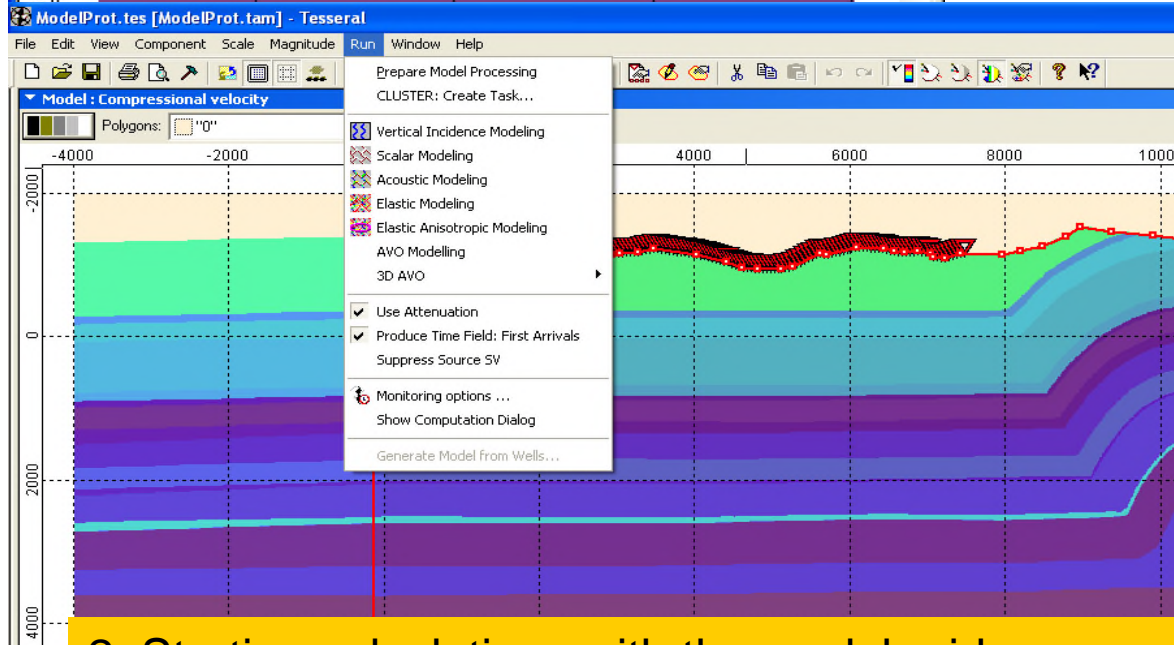 ModelProt.tes [ModelProt.tam] - Tesseral
File Edit View Component Scale Magnitude Run Window Help
Model : Compressional velocity
Polygons: "0"
-4000 -2000 4000 6000 8000 1000
-2000
0
2000
4000
Prepare Model Processing
CLUSTER: Create Task...
Vertical Incidence Modeling
Scalar Modeling
Acoustic Modeling
Elastic Modeling
Elastic Anisotropic Modeling
AVO Modelling
3D AVO
Use Attenuation
Produce Time Field: First Arrivals
Suppress Source SV
Monitoring options ...
Show Computation Dialog
Generate Model from Wells...